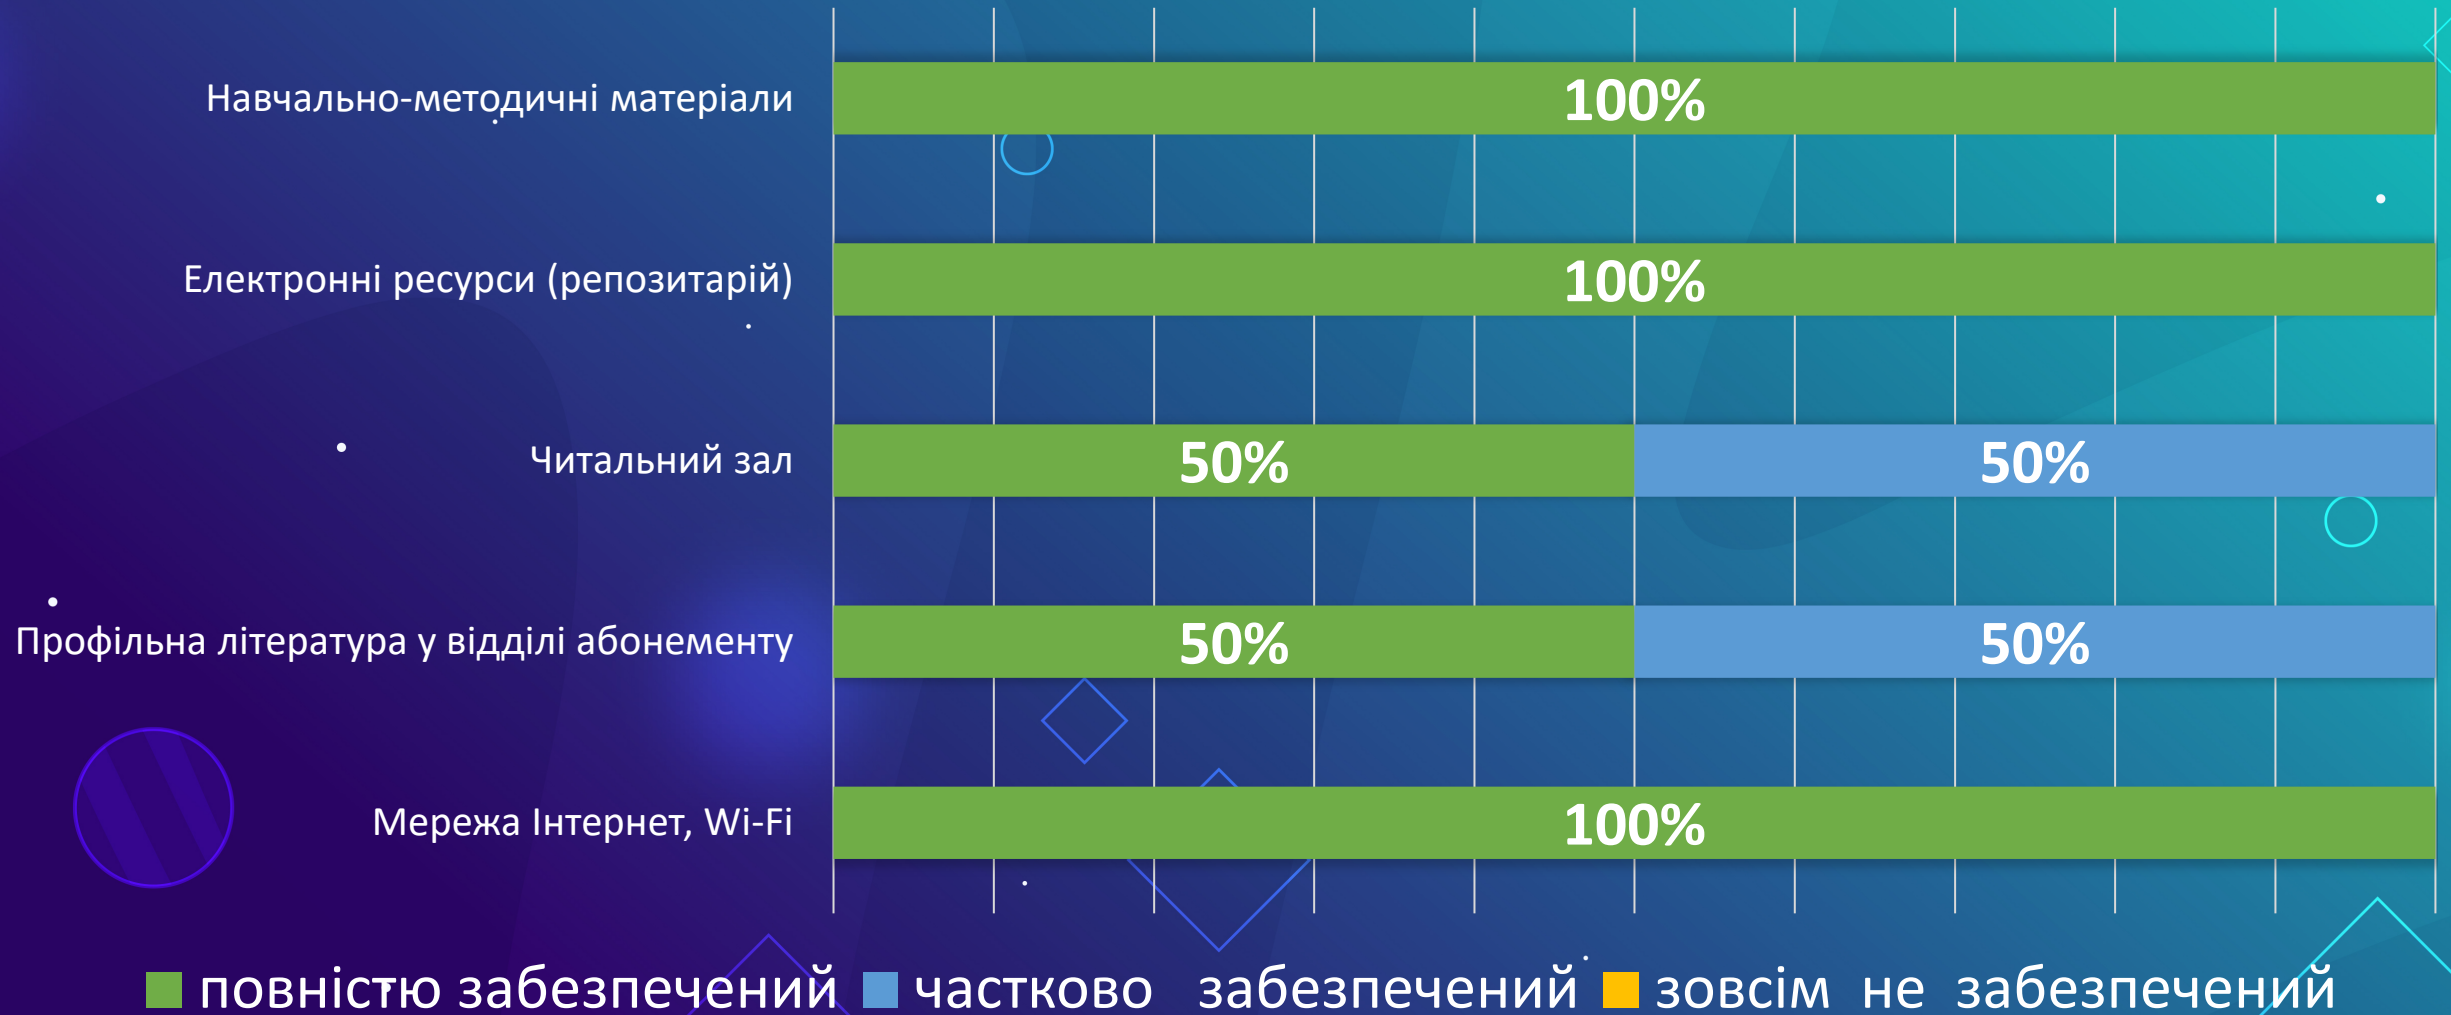 Навчально-методичні матеріали
100%
Електронні ресурси (репозитарій)
100%
Читальний зал
50% 50%
Профільна література у відділі абонементу
50% 50%
Мережа Інтернет, Wi-Fi
100%
повністю забезпечений частково забезпечений зовсім не забезпечений